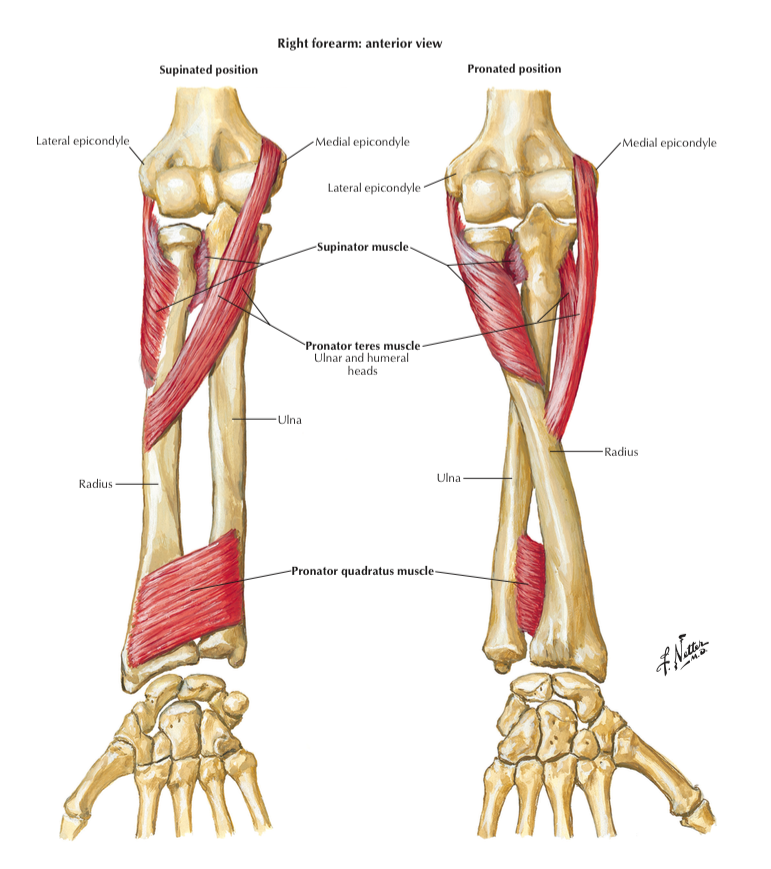 Right forearm: anterior view
Supinated position
Pronated position
Lateral epicondyle
Medial epicondyle
Medial epicondyle
Lateral epicondyle
Supinator muscle
Pronator teres muscle
Ulnar and humeral
heads
Ulna
Radius
Radius
Ulna
Pronator quadratus muscle
F. Netter
M.D.